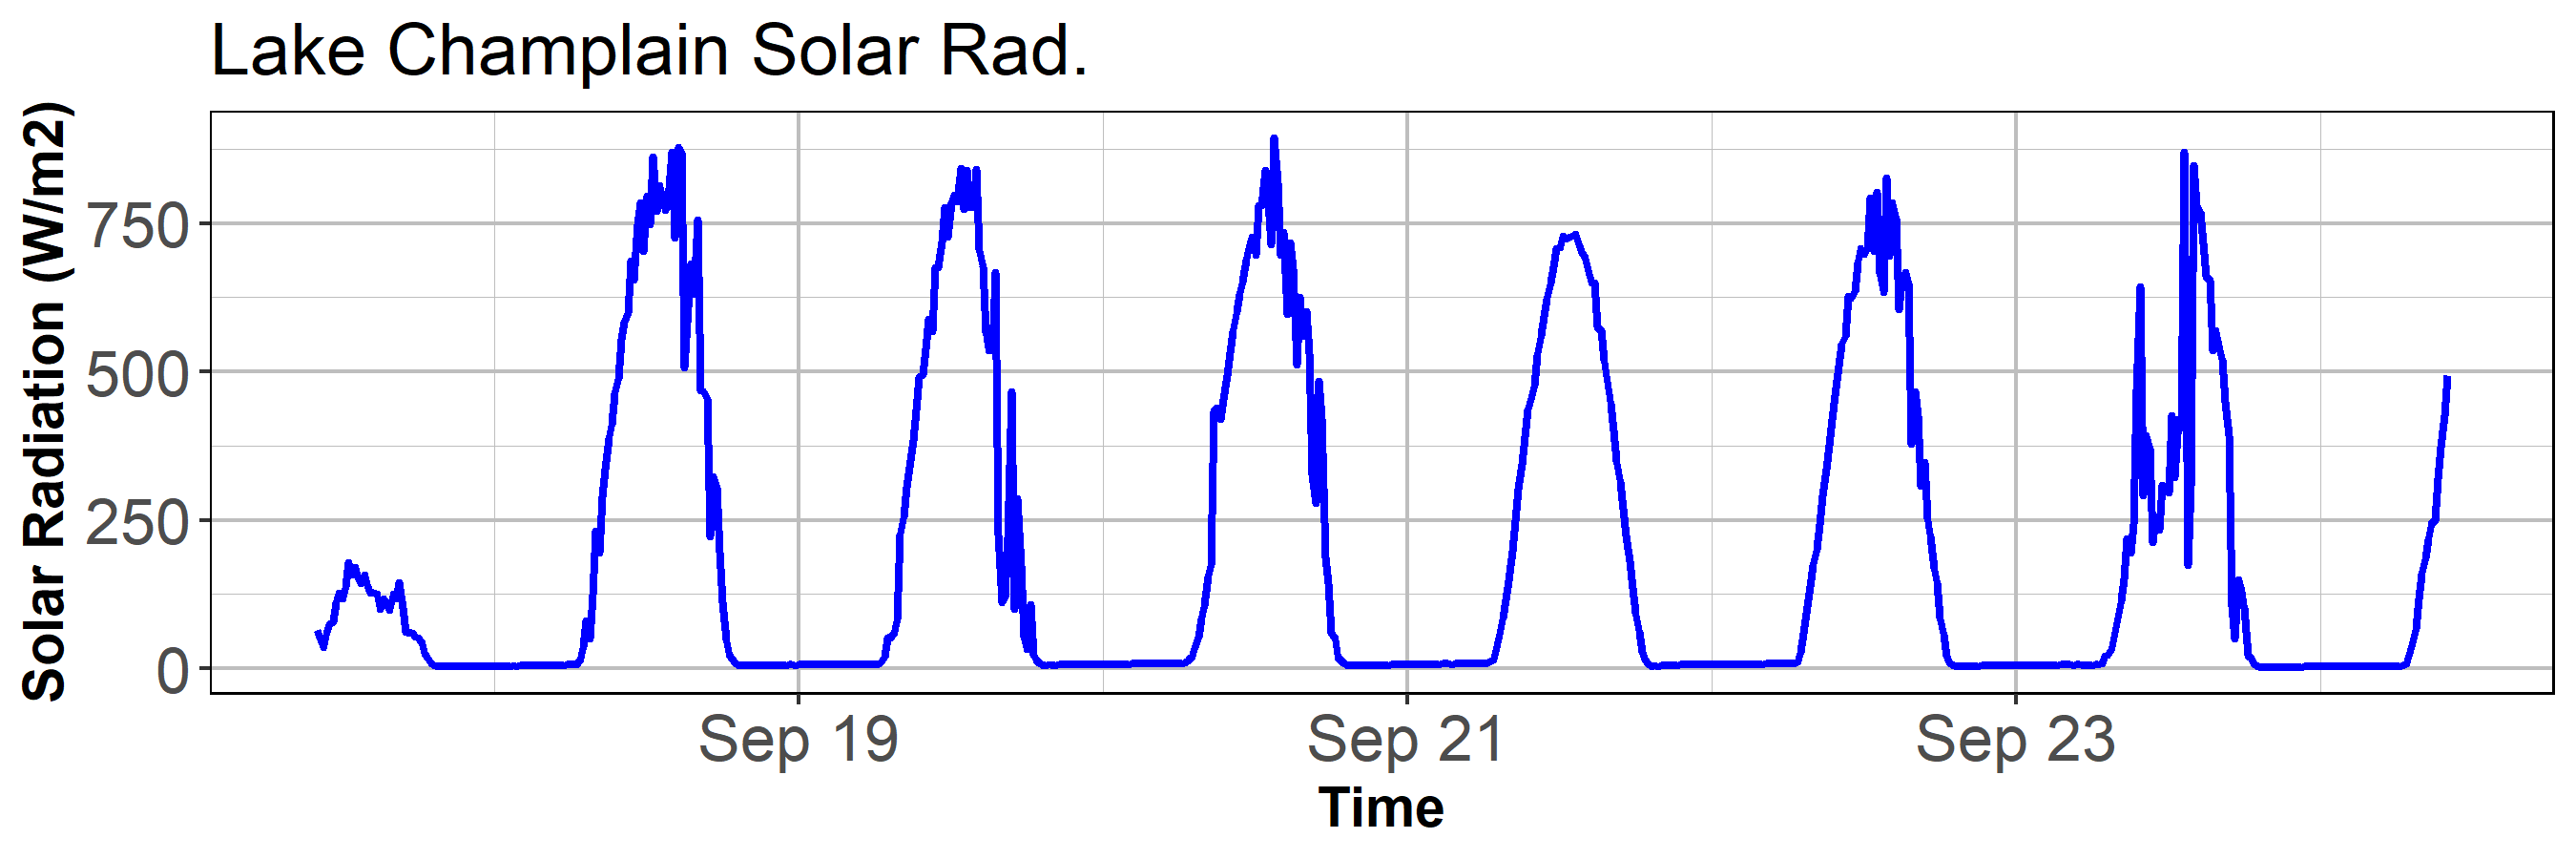 Lake Champlain Solar Rad.
Solar Radiation (W/m2)
750
500
250
0
Sep 19
Sep 21
Sep 23
Time